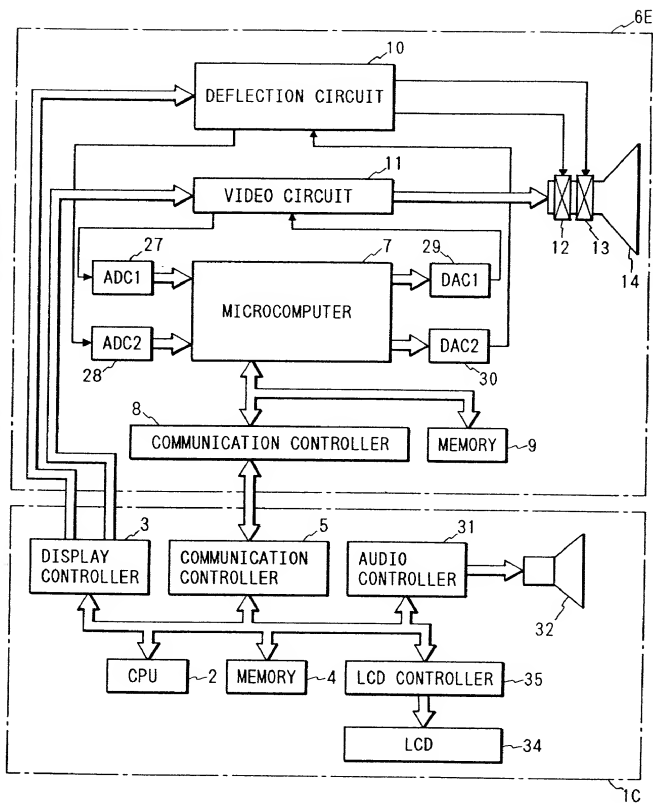 6E
10
DEFLECTION CIRCUIT
11
VIDEO CIRCUIT
12
13
14
27
ADC1
7
MICROCOMPUTER
29
DAC1
ADC2
28
DAC2
30
8
COMMUNICATION CONTROLLER
MEMORY
9
3
DISPLAY
CONTROLLER
5
COMMUNICATION
CONTROLLER
31
AUDIO
CONTROLLER
32
CPU
2
MEMORY
4
LCD CONTROLLER
35
LCD
34
1C